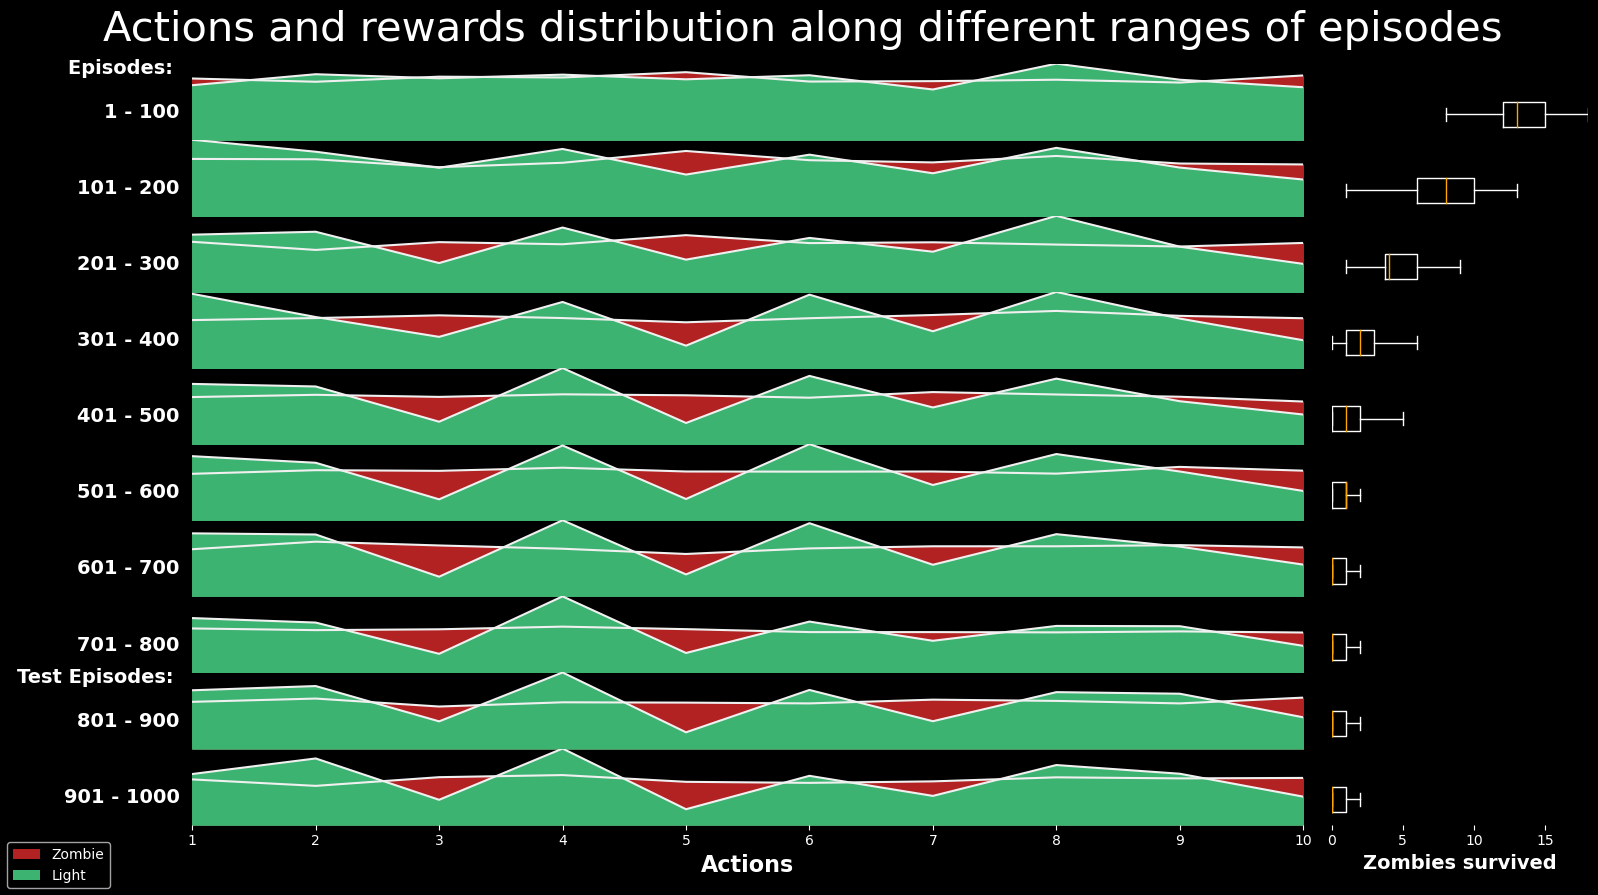 Actions and rewards distribution along different ranges of episodes
Episodes:
1 - 100
101 - 200
201 - 300
301 - 400
401 - 500
501 - 600
601 - 700
701 - 800
Test Episodes:
801 - 900
901 - 1000
1 2 3 4 5 6 7 8 9 10
0 5 10 15
Actions
Zombies survived
Zombie
Light